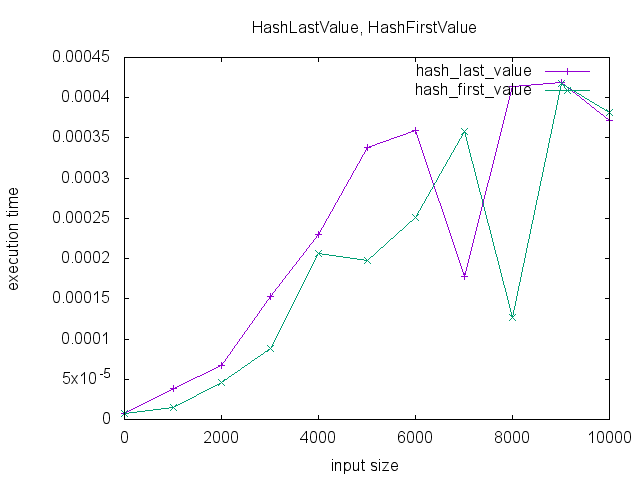 HashLastValue, HashFirstValue
0.00045
0.0004
0.00035
0.0003
0.00025
0.0002
0.00015
0.0001
5x10-5
0
hash_last_value
hash_first_value
execution time
0 2000 4000 6000 8000 10000
input size